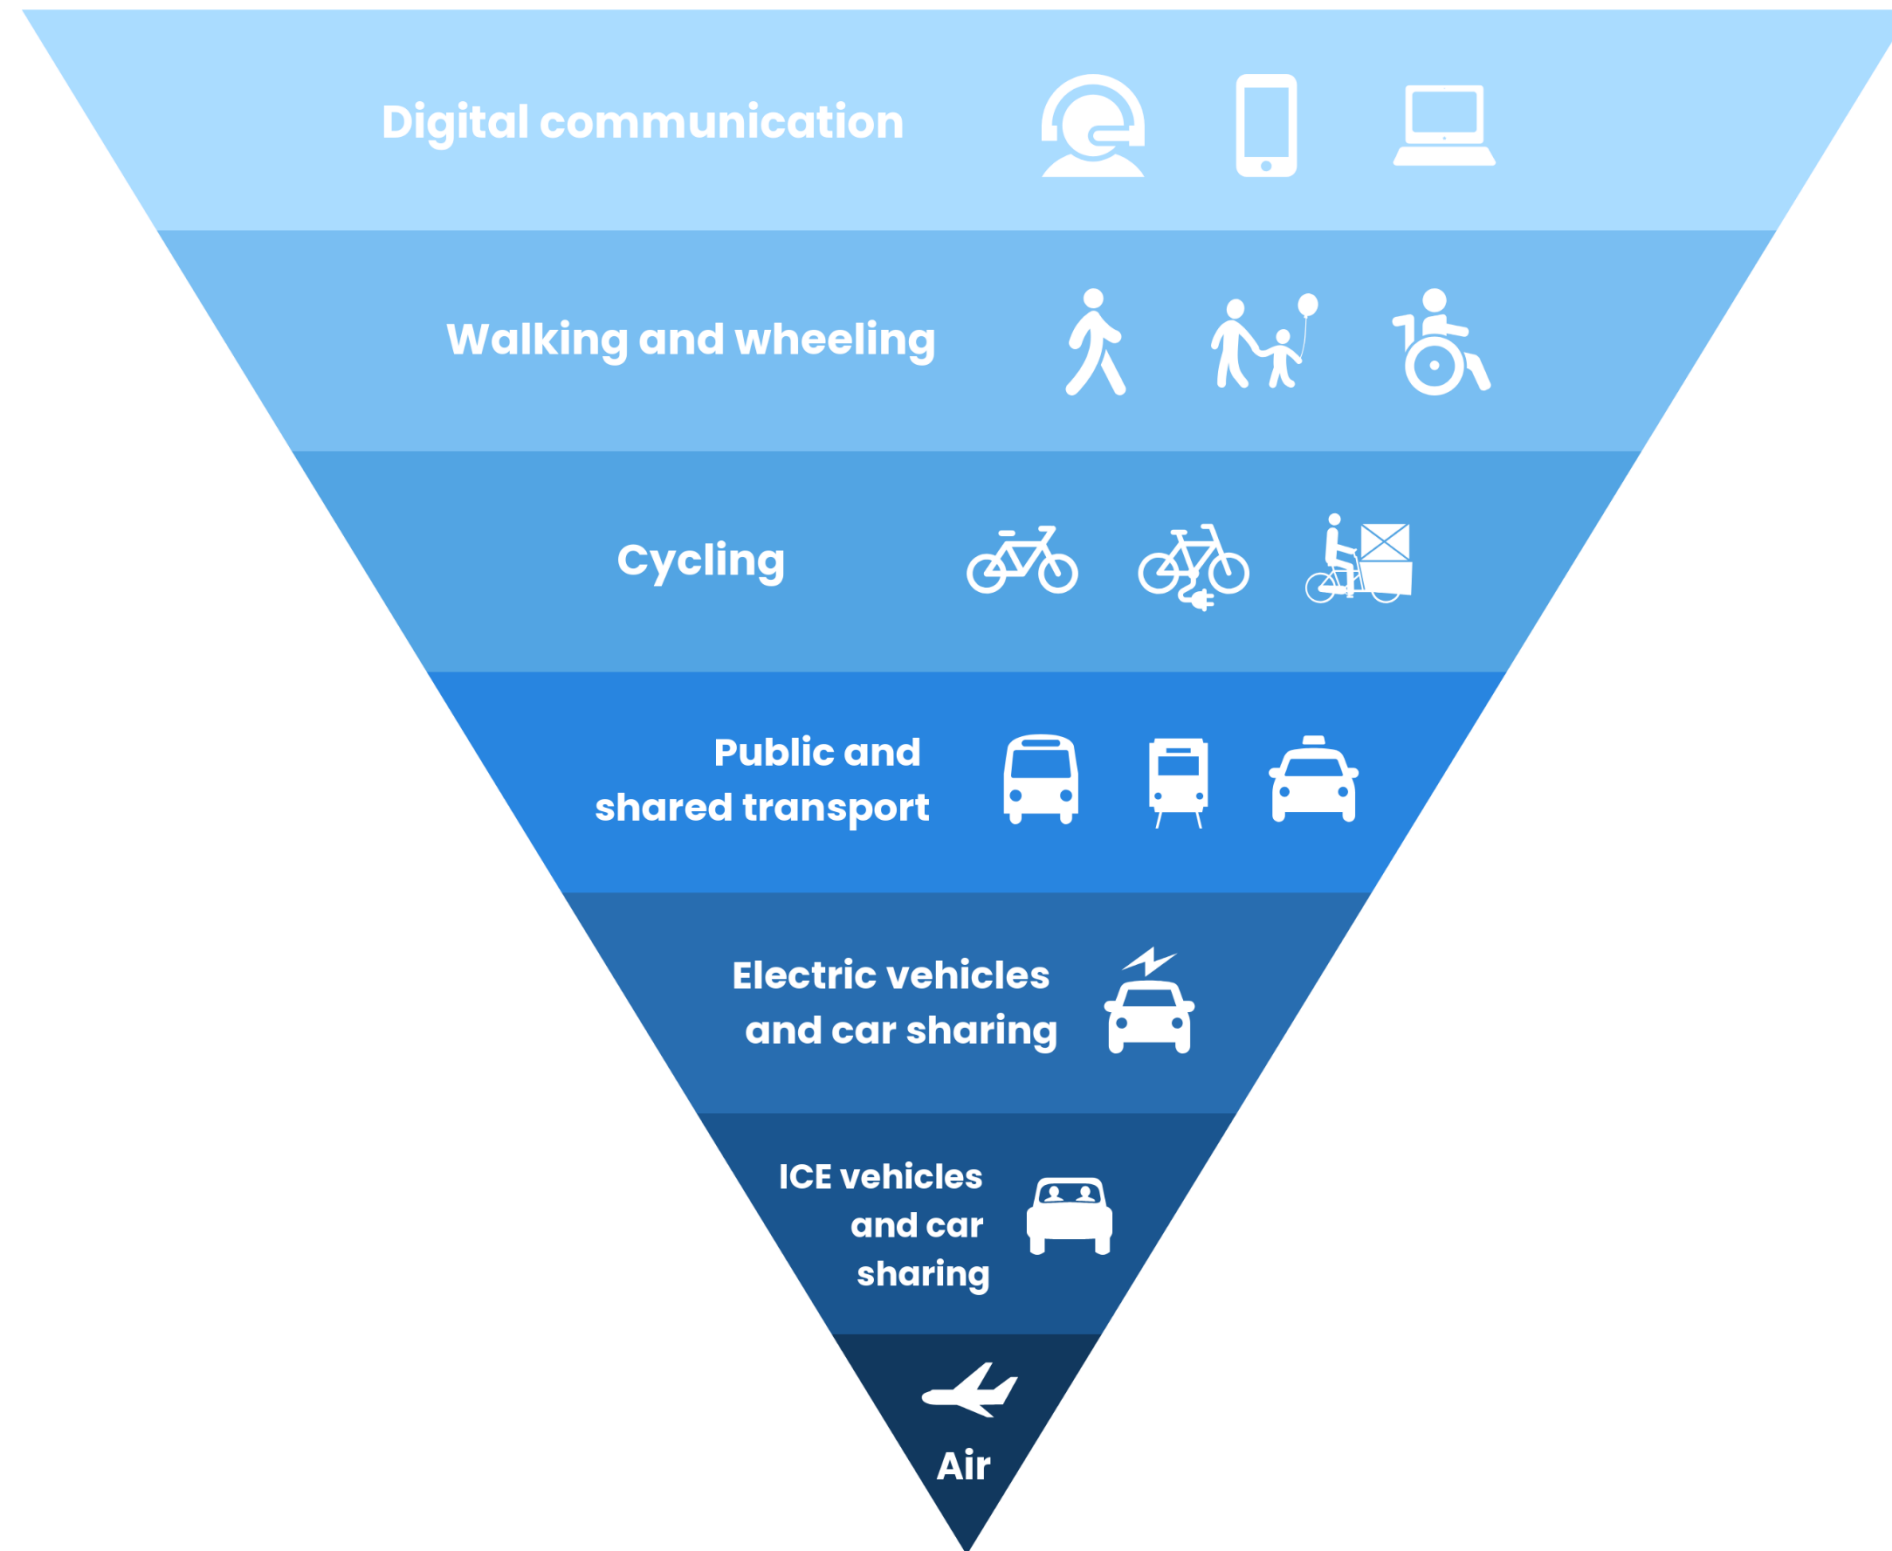 Digital communication
Walking and wheeling
Cycling
Public and
shared transport
Electric vehicles
and car sharing
ICE vehicles
and car
sharing
Air